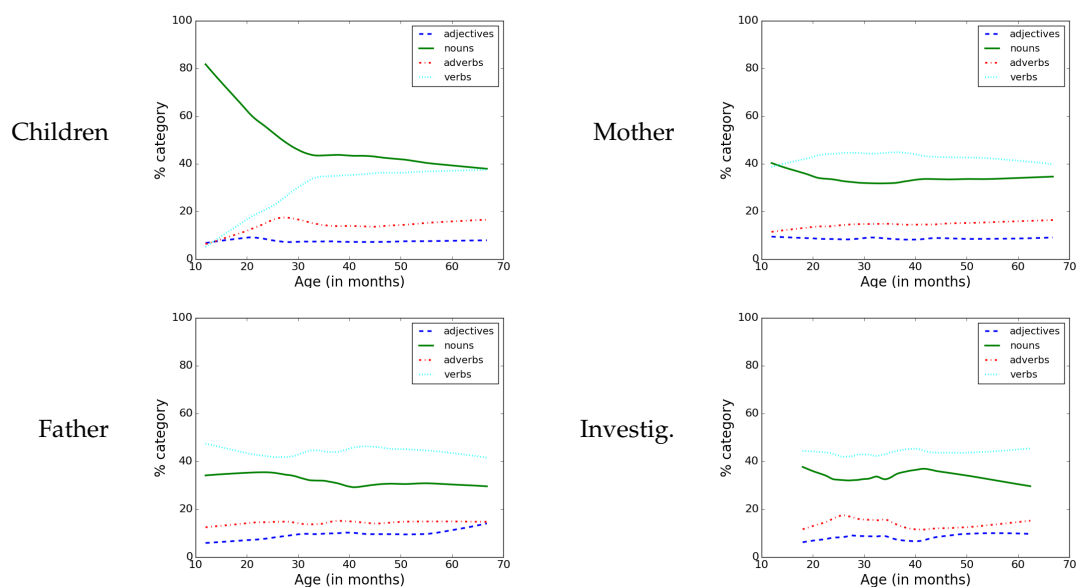 Children
100
80
60
40
20
0
% category
10 20 30 40 50 60 70
Age (in months)
adjectives
nouns
adverbs
verbs
Mother
100
80
60
40
20
0
% category
10 20 30 40 50 60 70
Age (in months)
adjectives
nouns
adverbs
verbs
Father
100
80
60
40
20
0
% category
10 20 30 40 50 60 70
Age (in months)
adjectives
nouns
adverbs
verbs
Investig.
100
80
60
40
20
0
% category
10 20 30 40 50 60 70
Age (in months)
adjectives
nouns
adverbs
verbs